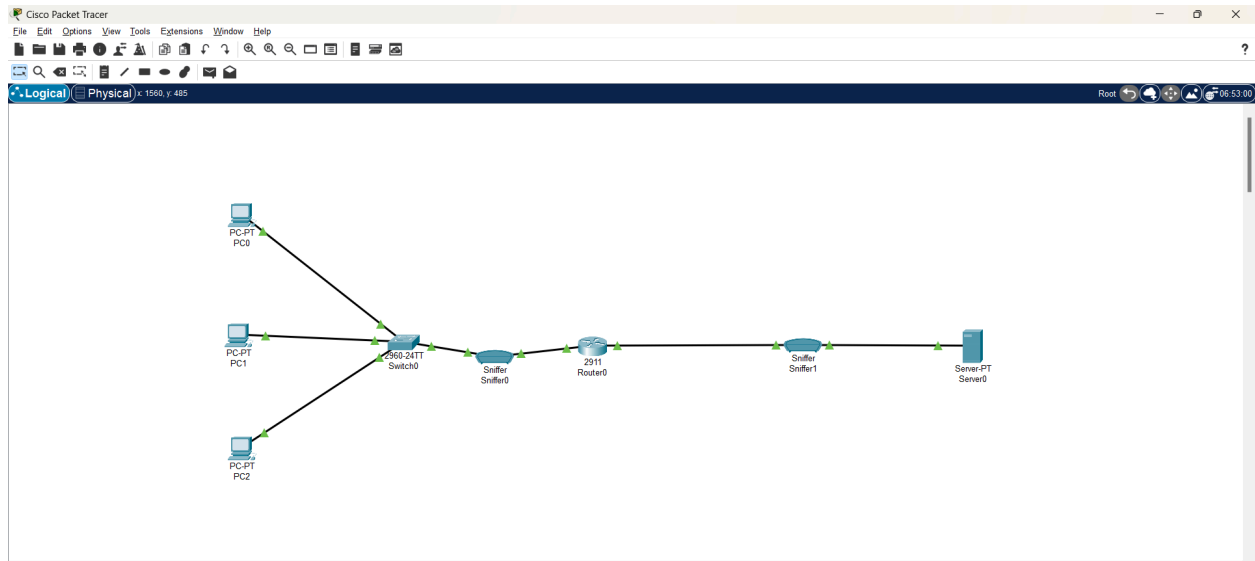 Cisco Packet Tracer
File Edit Options View Tools Extensions Window Help
?
Logical Physical x: 1560, y: 485 Root 06:53:00
PC-PT
PC0
PC-PT
PC1
2960-24TT
Switch0
Sniffer
Sniffer0
2911
Router0
Sniffer
Sniffer1
Server-PT
Server0
PC-PT
PC2